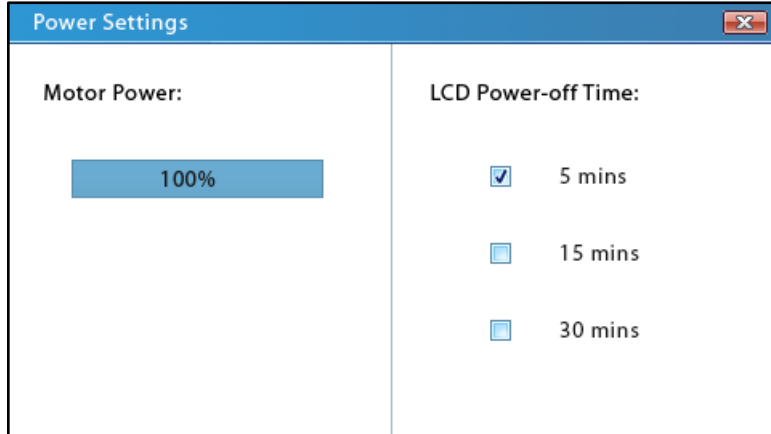 Power Settings
Motor Power:
100%
LCD Power-off Time:
5 mins
15 mins
30 mins